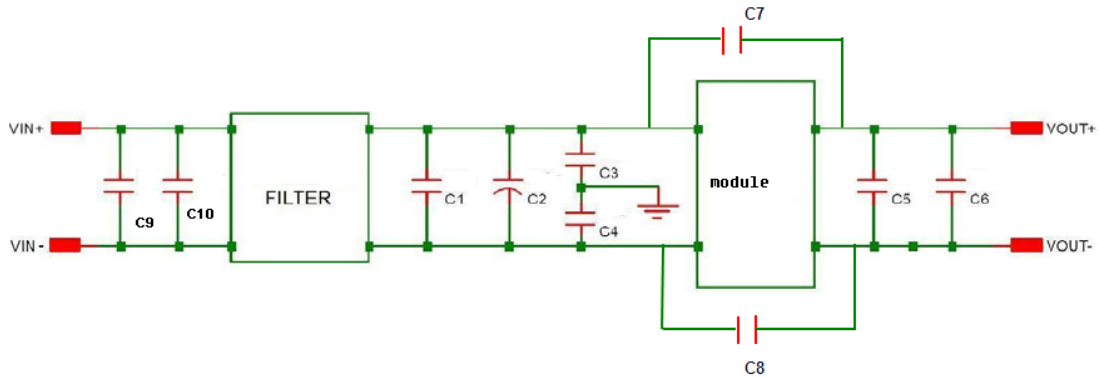 C7
VIN+
VOUT+
FILTER
C1
C2
C3
module
C5
C6
C9
C10
C4
VIN-
VOUT-
C8